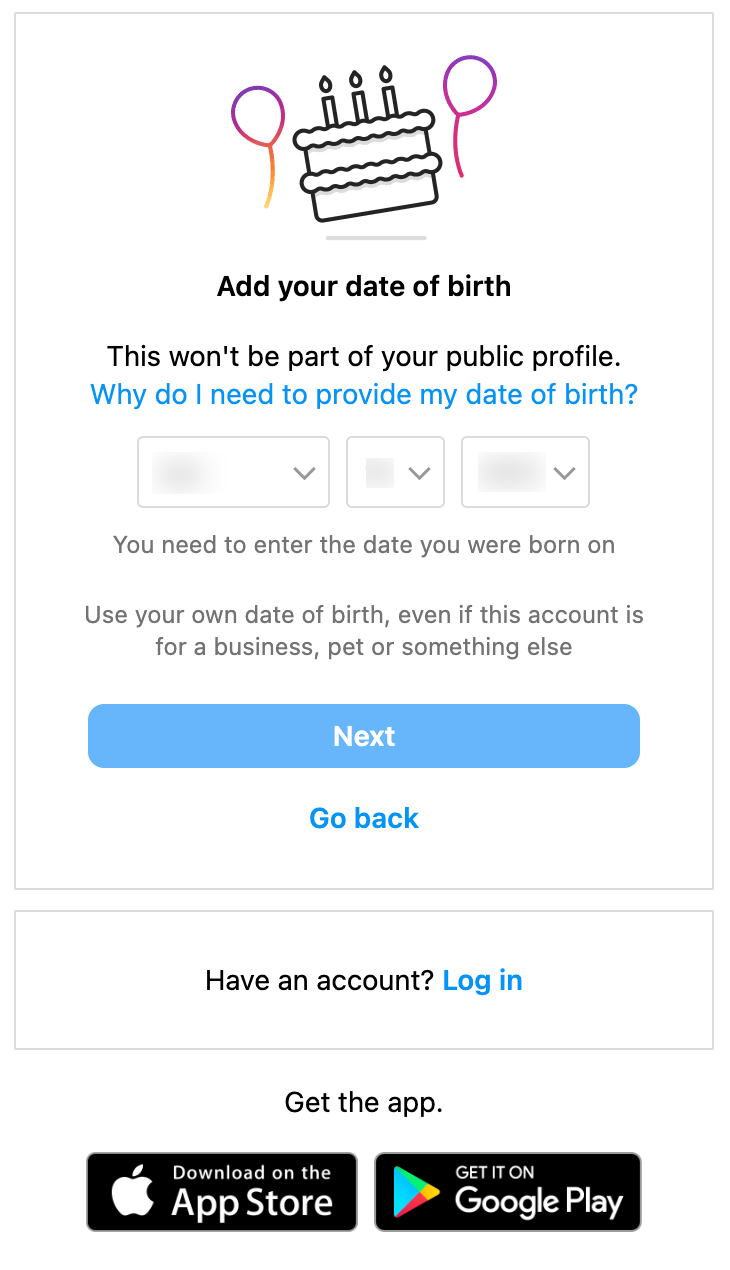 Add your date of birth
This won't be part of your public profile.
Why do I need to provide my date of birth?
You need to enter the date you were born on
Use your own date of birth, even if this account is
for a business, pet or something else
Next
Go back
Have an account? Log in
Get the app.
Download on the
App Store
GET IT ON
Google Play